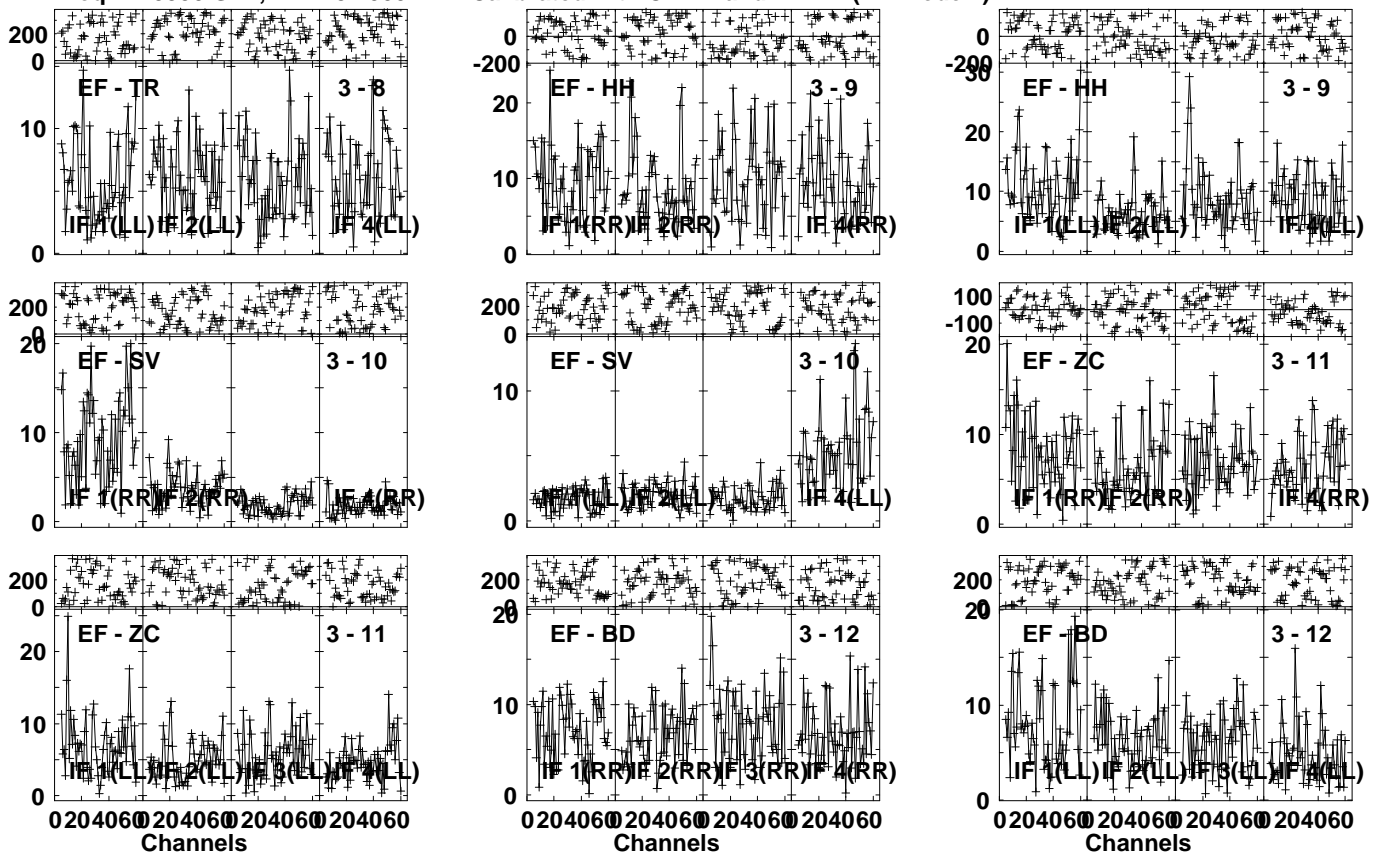 200
0
EF - TR
3 - 8
10
0
IF 1(LL)
IF 2(LL)
IF 4(LL)
0
-200
EF - HH
3 - 9
20
10
0
IF 1(RR)
IF 2(RR)
IF 4(RR)
0
-200
30
EF - HH
3 - 9
20
10
0
IF 1(LL)
IF 2(LL)
IF 4(LL)
200
0
20
EF - SV
3 - 10
10
0
IF 1(RR)
IF 2(RR)
IF 4(RR)
200
0
EF - SV
3 - 10
10
0
IF 1(LL)
IF 2(LL)
IF 4(LL)
100
-100
20
EF - ZC
3 - 11
10
0
IF 1(RR)
IF 2(RR)
IF 4(RR)
200
0
EF - ZC
3 - 11
20
10
0
IF 1(LL)
IF 2(LL)
IF 3(LL)
IF 4(LL)
0 20 40 60 0 20 40 60 0 20 40 60 0 20 40 60
Channels
200
0
20
EF - BD
3 - 12
10
0
IF 1(RR)
IF 2(RR)
IF 3(RR)
IF 4(RR)
0 20 40 60 0 20 40 60 0 20 40 60 0 20 40 60
Channels
200
0
20
EF - BD
3 - 12
10
0
IF 1(LL)
IF 2(LL)
IF 3(LL)
IF 4(LL)
0 20 40 60 0 20 40 60 0 20 40 60 0 20 40 60
Channels